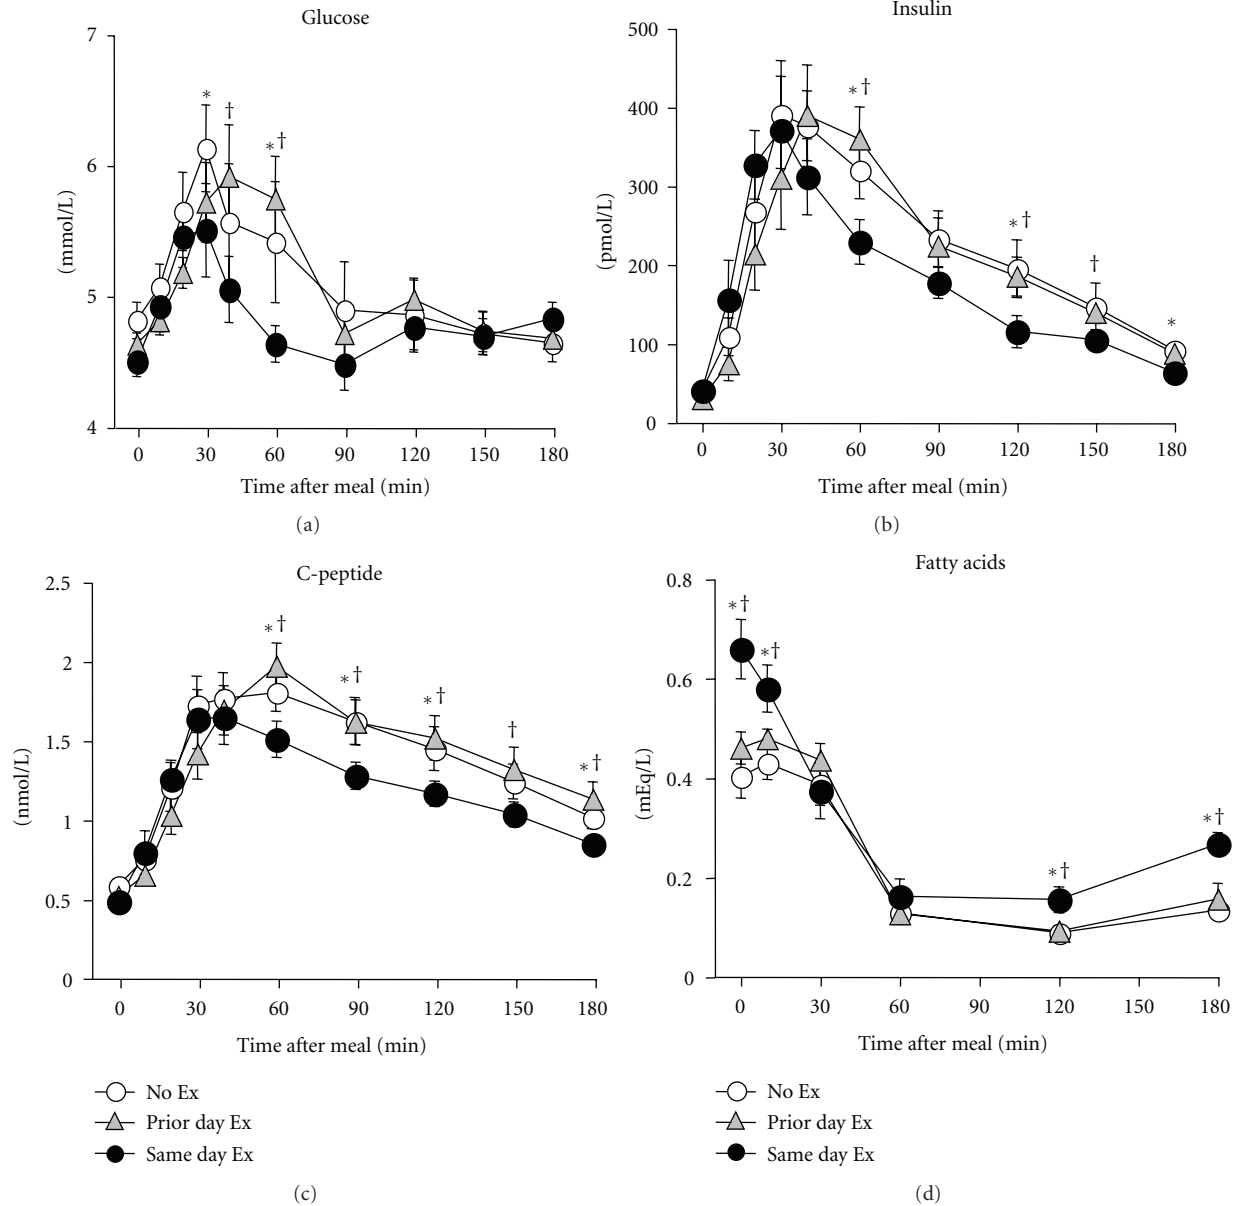 Glucose
7
6
5
4
(mmol/L)
*
†
*†
0 30 60 90 120 150 180
Time after meal (min)
(a)
Insulin
500
400
300
200
100
0
(pmol/L)
*†
*†
†
*
0 30 60 90 120 150 180
Time after meal (min)
(b)
C-peptide
2.5
2
1.5
1
0.5
0
(nmol/L)
*†
*†
*†
†
*†
0 30 60 90 120 150 180
Time after meal (min)
No Ex
Prior day Ex
Same day Ex
(c)
Fatty acids
0.8
0.6
0.4
0.2
0
(mEq/L)
*†
*†
*†
*†
0 30 60 90 120 150 180
Time after meal (min)
No Ex
Prior day Ex
Same day Ex
(d)